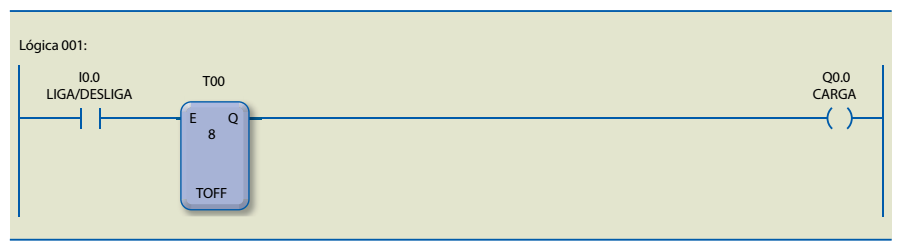 Lógica 001:
I0.0
LIGA/DESLIGA
T00
Q0.0
CARGA
E Q
8
TOFF